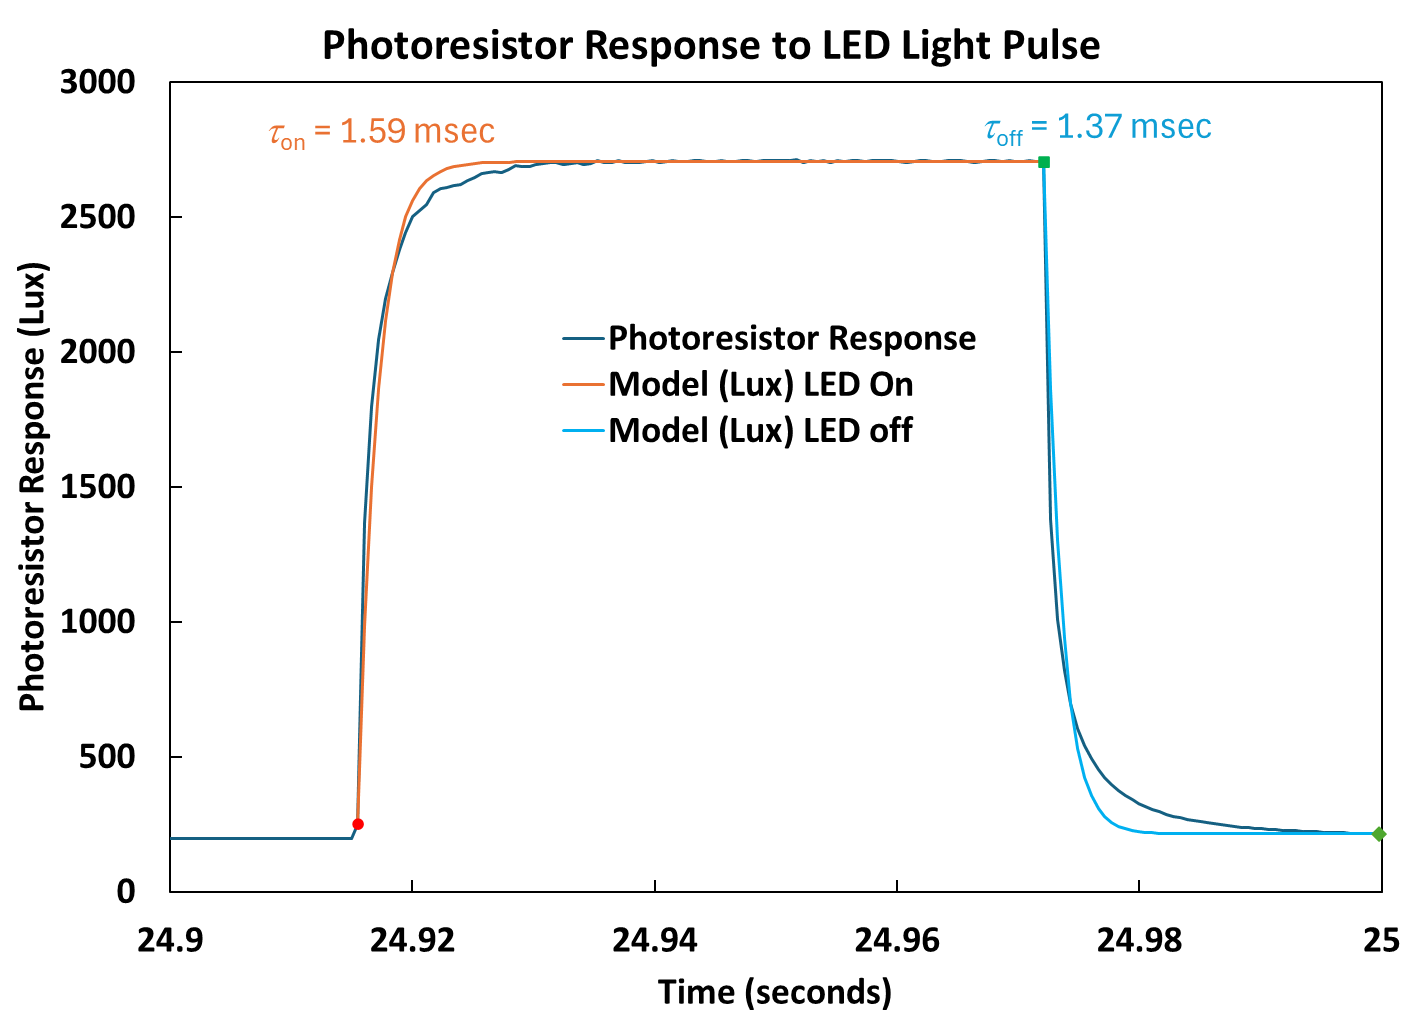 Photoresistor Response to LED Light Pulse
3000
2500
2000
1500
1000
500
0
Photoresistor Response (Lux)
τon = 1.59 msec
τoff = 1.37 msec
Photoresistor Response
Model (Lux) LED On
Model (Lux) LED off
24.9
24.92
24.94
24.96
24.98
25
Time (seconds)